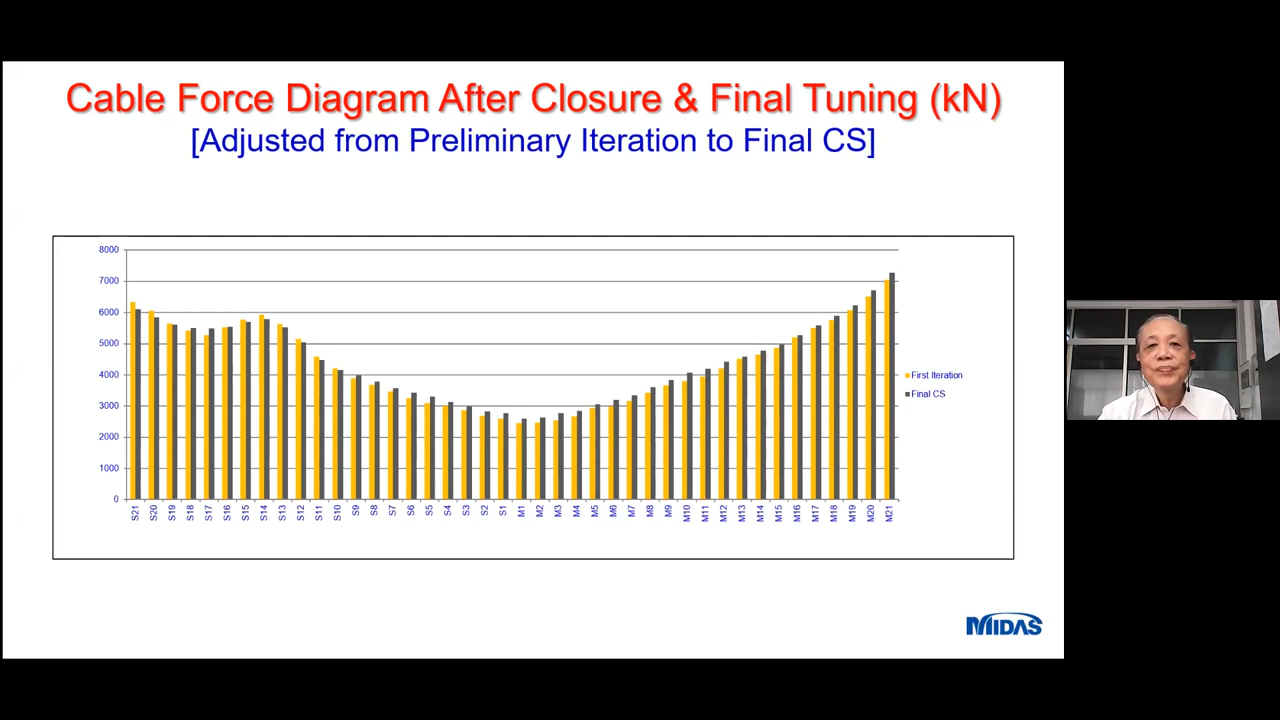 Cable Force Diagram After Closure & Final Tuning (kN)
[Adjusted from Preliminary Iteration to Final CS]
8000
7000
6000
5000
4000
3000
2000
1000
0
S21 S20 S19 S18 S17 S16 S15 S14 S13 S12 S11 S10 S9 S8 S7 S6 S5 S4 S3 S2 S1 M1 M2 M3 M4 M5 M6 M7 M8 M9 M10 M11 M12 M13 M14 M15 M16 M17 M18 M19 M20 M21
First Iteration
Final CS
MIDAS